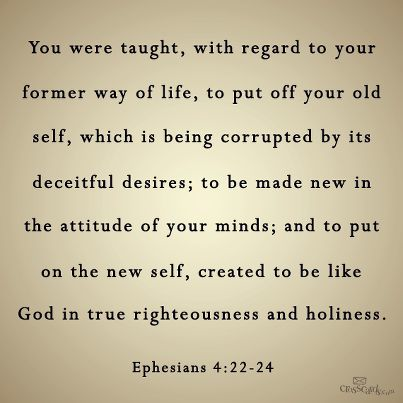 You were taught, with regard to your
former way of life, to put off your old
self, which is being corrupted by its
deceitful desires; to be made new in
the attitude of your minds; and to put
on the new self, created to be like
God in true righteousness and holiness.
Ephesians 4:22-24